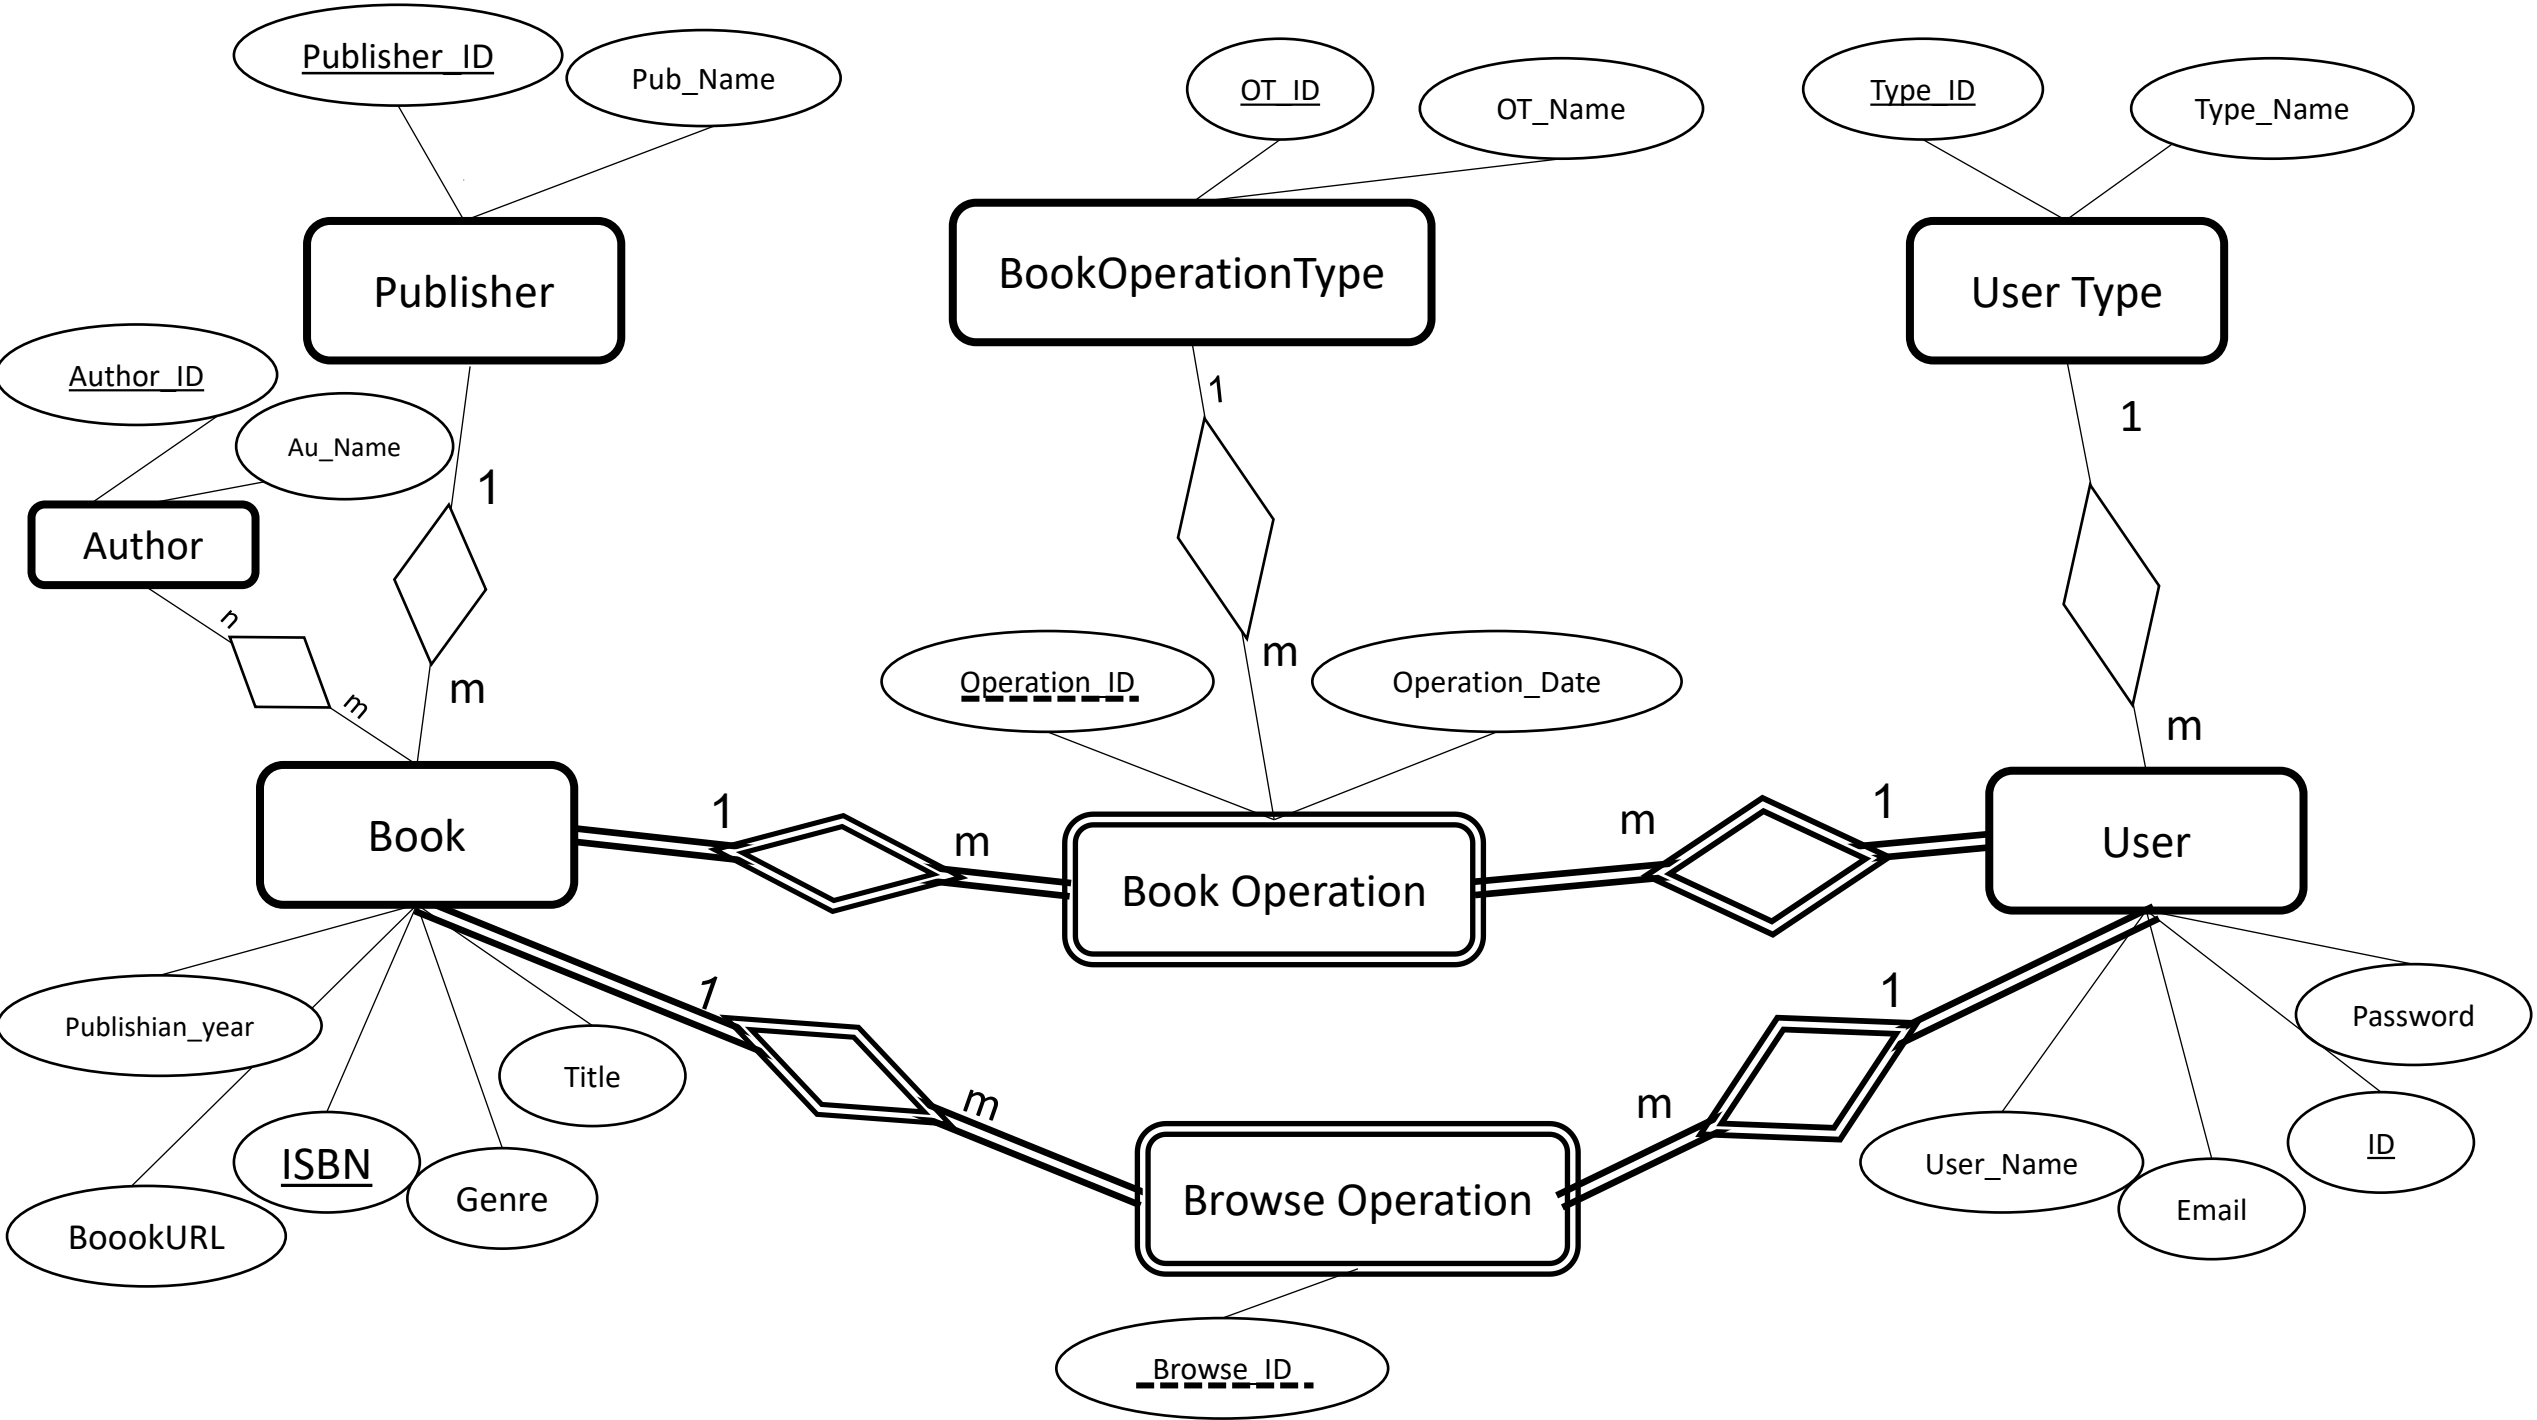 Publisher_ID
Pub_Name
OT_ID
OT_Name
Type_ID
Type_Name
Publisher
BookOperationType
User Type
Author_ID
Au_Name
1
1
1
Author
n
m
m
m
m
Operation_ID
Operation_Date
Book
1
m
Book Operation
m
1
User
Publishian_year
Title
ISBN
Genre
BoookURL
1
m
Browse Operation
m
1
Password
ID
User_Name
Email
Browse_ID